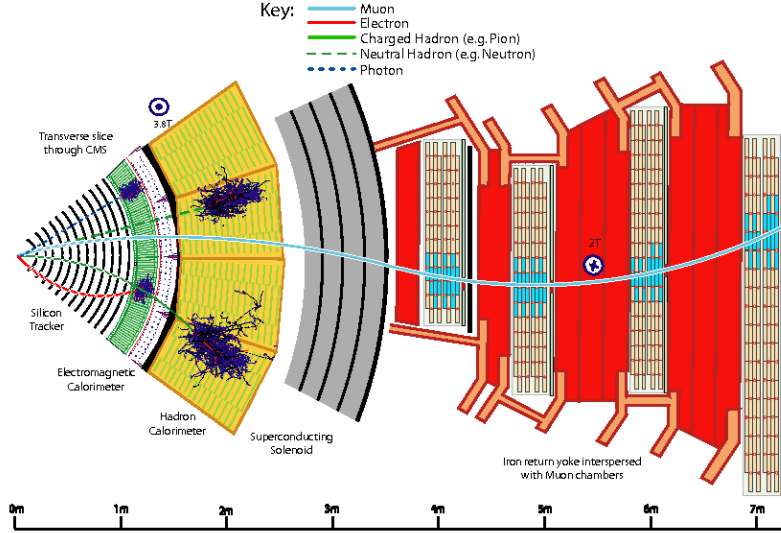 Key:
Muon
Electron
Charged Hadron (e.g. Pion)
Neutral Hadron (e.g. Neutron)
Photon
3.8T
Transverse slice
through CMS
2T
Silicon
Tracker
Electromagnetic
Calorimeter
Hadron
Calorimeter
Superconducting
Solenoid
Iron return yoke interspersed
with Muon chambers
0m
1m
2m
3m
4m
5m
6m
7m